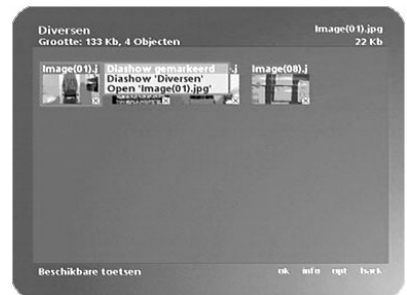 Diversen
Image(01).jpg
Grootte: 133 Kb, 4 Objecten
22 Kb
Image(01).j
Diashow gemarkeerd
.j
Image(08).j
Diashow 'Diversen'
Open 'Image(01).jpg'
Beschikbare toetsen
ok info opt back